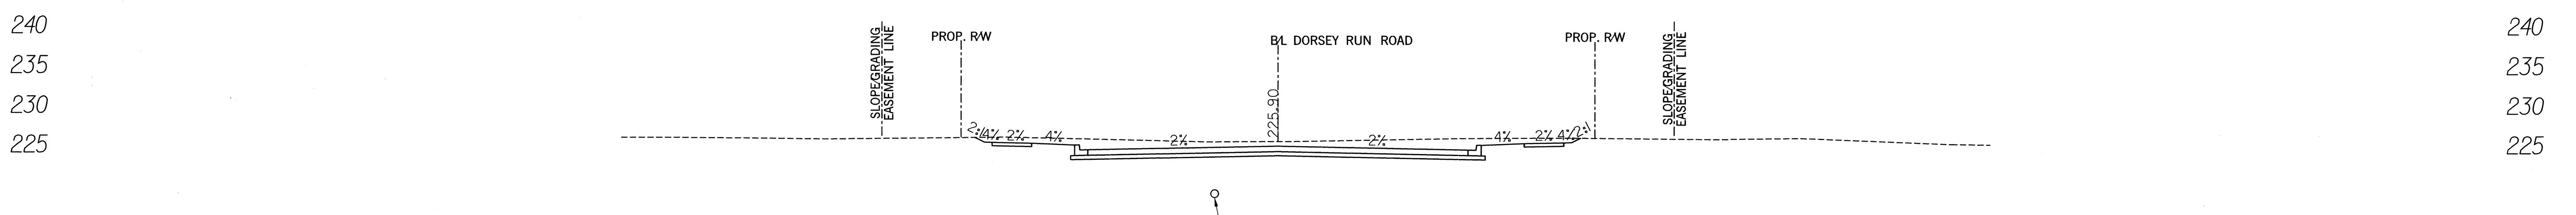 240 240
SLOPE/GRADING
EASEMENT LINE
PROP. R/W
B/L DORSEY RUN ROAD
PROP. R/W
SLOPE/GRADING
EASEMENT LINE
235 235
230 230
225.90
2:1 4% 2% 4% 2% 2% 4% 2% 4% 2:1
225 225